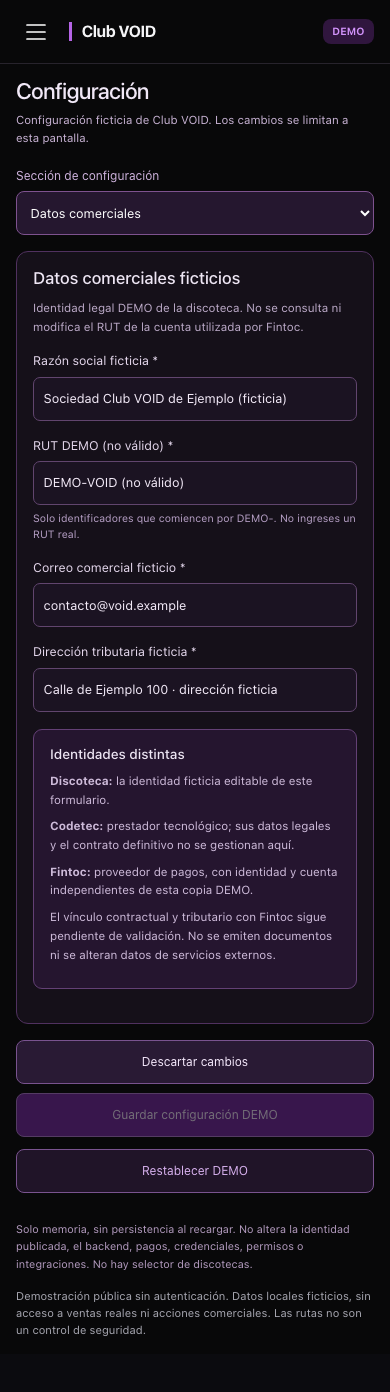 Club VOID
DEMO
Configuración
Configuración ficticia de Club VOID. Los cambios se limitan a
esta pantalla.
Sección de configuración
Datos comerciales
Datos comerciales ficticios
Identidad legal DEMO de la discoteca. No se consulta ni
modifica el RUT de la cuenta utilizada por Fintoc.
Razón social ficticia *
Sociedad Club VOID de Ejemplo (ficticia)
RUT DEMO (no válido) *
DEMO-VOID (no válido)
Solo identificadores que comiencen por DEMO-. No ingreses un
RUT real.
Correo comercial ficticio *
contacto@void.example
Dirección tributaria ficticia *
Calle de Ejemplo 100 · dirección ficticia
Identidades distintas
Discoteca: la identidad ficticia editable de este
formulario.
Codetec: prestador tecnológico; sus datos legales
y el contrato definitivo no se gestionan aquí.
Fintoc: proveedor de pagos, con identidad y cuenta
independientes de esta copia DEMO.
El vínculo contractual y tributario con Fintoc sigue
pendiente de validación. No se emiten documentos
ni se alteran datos de servicios externos.
Descartar cambios
Guardar configuración DEMO
Restablecer DEMO
Solo memoria, sin persistencia al recargar. No altera la identidad
publicada, el backend, pagos, credenciales, permisos o
integraciones. No hay selector de discotecas.
Demostración pública sin autenticación. Datos locales ficticios, sin
acceso a ventas reales ni acciones comerciales. Las rutas no son
un control de seguridad.